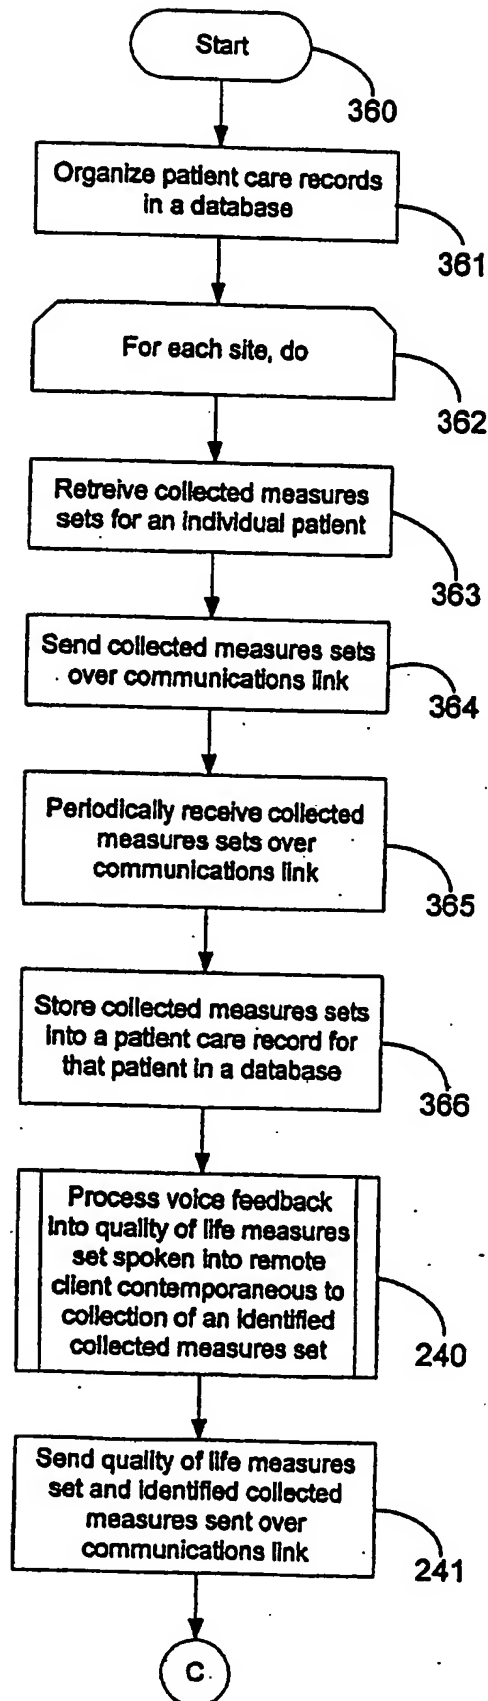 Start
360
Organize patient care records
in a database
361
For each site, do
362
Retreive collected measures
sets for an individual patient
363
Send collected measures sets
over communications link
364
Periodically receive collected
measures sets over
communications link
365
Store collected measures sets
into a patient care record for
that patient in a database
366
Process voice feedback
into quality of life measures
set spoken into remote
client contemporaneous to
collection of an identified
collected measures set
240
Send quality of life measures
set and identified collected
measures sent over
communications link
241
C